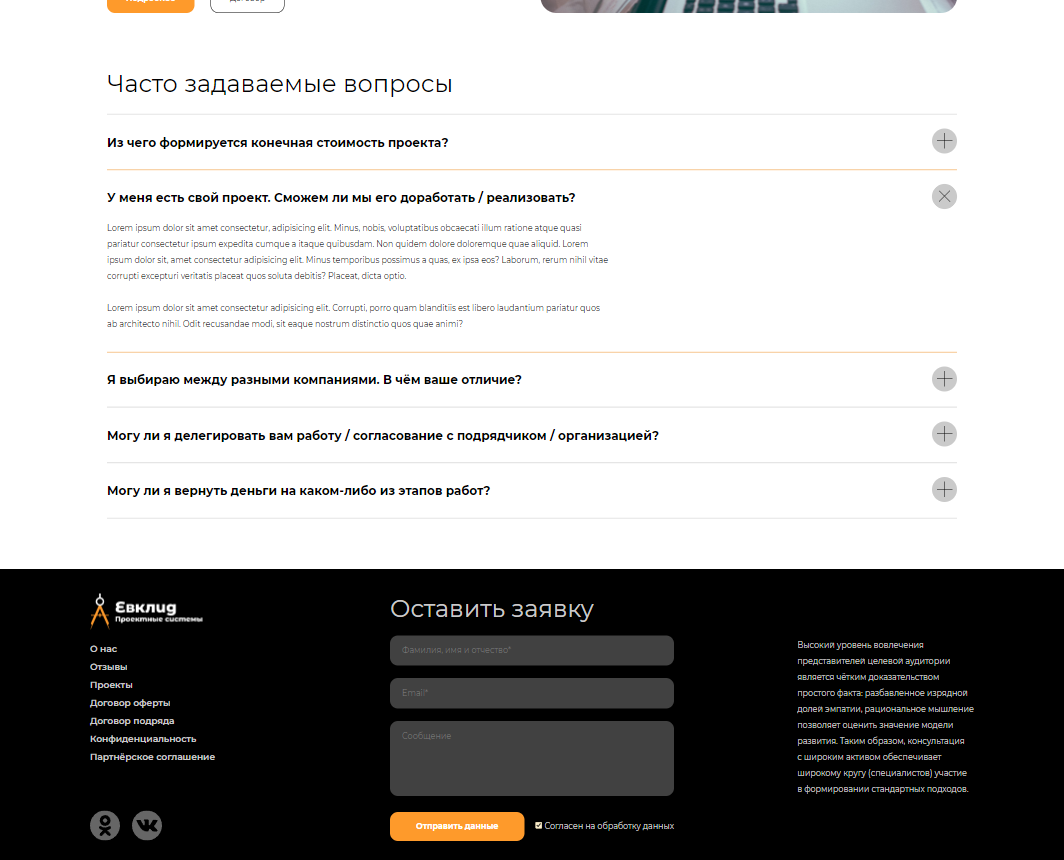 Часто задаваемые вопросы
Из чего формируется конечная стоимость проекта?
У меня есть свой проект. Сможем ли мы его доработать / реализовать?
Lorem ipsum dolor sit amet consectetur, adipisicing elit. Minus, nobis, voluptatibus obcaecati illum ratione atque quasi
pariatur consectetur ipsum expedita cumque a itaque quibusdam. Non quidem dolore doloremque quae aliquid. Lorem
ipsum dolor sit, amet consectetur adipisicing elit. Minus temporibus possimus a quas, ex ipsa eos? Laborum, rerum nihil vitae
corrupti excepturi veritatis placeat quos soluta debitis? Placeat, dicta optio.
Lorem ipsum dolor sit amet consectetur adipisicing elit. Corrupti, porro quam blanditiis est libero laudantium pariatur quos
ab architecto nihil. Odit recusandae modi, sit eaque nostrum distinctio quos quae animi?
Я выбираю между разными компаниями. В чём ваше отличие?
Могу ли я делегировать вам работу / согласование с подрядчиком / организацией?
Могу ли я вернуть деньги на каком-либо из этапов работ?
Евклид
Проектные системы
О нас
Отзывы
Проекты
Договор оферты
Договор подряда
Конфиденциальность
Партнёрское соглашение
Оставить заявку
Фамилия, имя и отчество*
Email*
Сообщение
Отправить данные
Согласен на обработку данных
Высокий уровень вовлечения
представителей целевой аудитории
является чётким доказательством
простого факта: разбавленное изрядной
долей эмпатии, рациональное мышление
позволяет оценить значение модели
развития. Таким образом, консультация
с широким активом обеспечивает
широкому кругу (специалистов) участие
в формировании стандартных подходов.